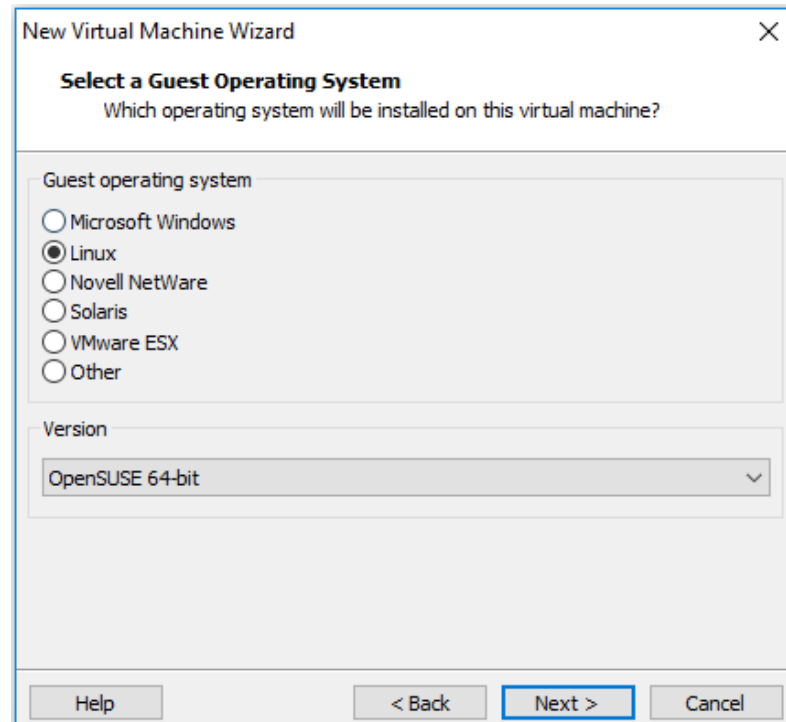 New Virtual Machine Wizard
Select a Guest Operating System
Which operating system will be installed on this virtual machine?
Guest operating system
Microsoft Windows
Linux
Novell NetWare
Solaris
VMware ESX
Other
Version
OpenSUSE 64-bit
Help < Back Next > Cancel